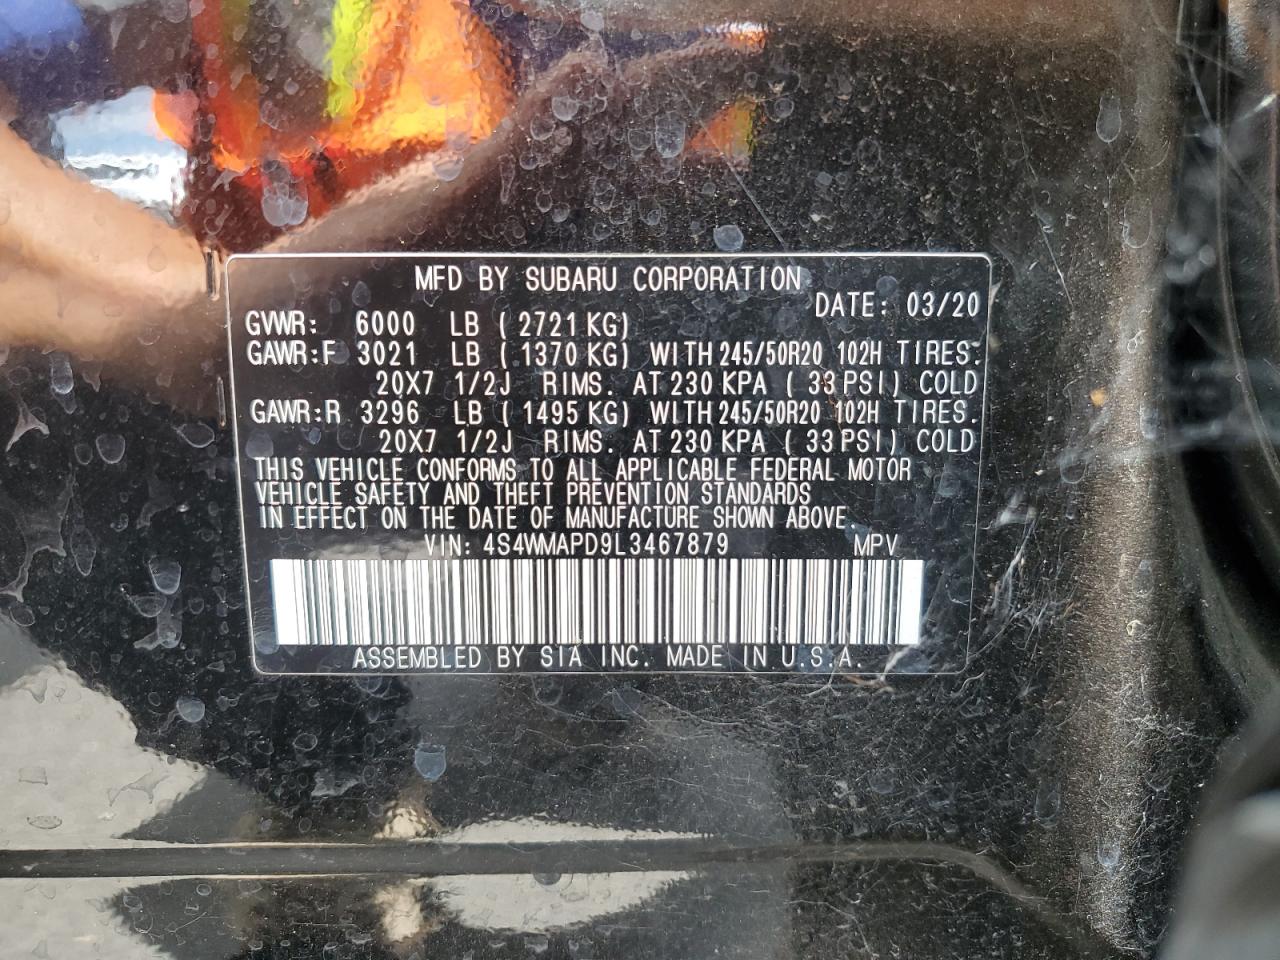 MFD BY SUBARU CORPORATION
DATE: 03/20
GVWR: 6000 LB ( 2721 KG)
GAWR:F 3021 LB ( 1370 KG) WITH 245/50R20 102H TIRES.
20X7 1/2J RIMS. AT 230 KPA ( 33 PSI) COLD
GAWR:R 3296 LB ( 1495 KG) WITH 245/50R20 102H TIRES.
20X7 1/2J RIMS. AT 230 KPA ( 33 PSI) COLD
THIS VEHICLE CONFORMS TO ALL APPLICABLE FEDERAL MOTOR
VEHICLE SAFETY AND THEFT PREVENTION STANDARDS
IN EFFECT ON THE DATE OF MANUFACTURE SHOWN ABOVE.
VIN: 4S4WMAPD9L3467879 MPV
ASSEMBLED BY SIA INC. MADE IN U.S.A.